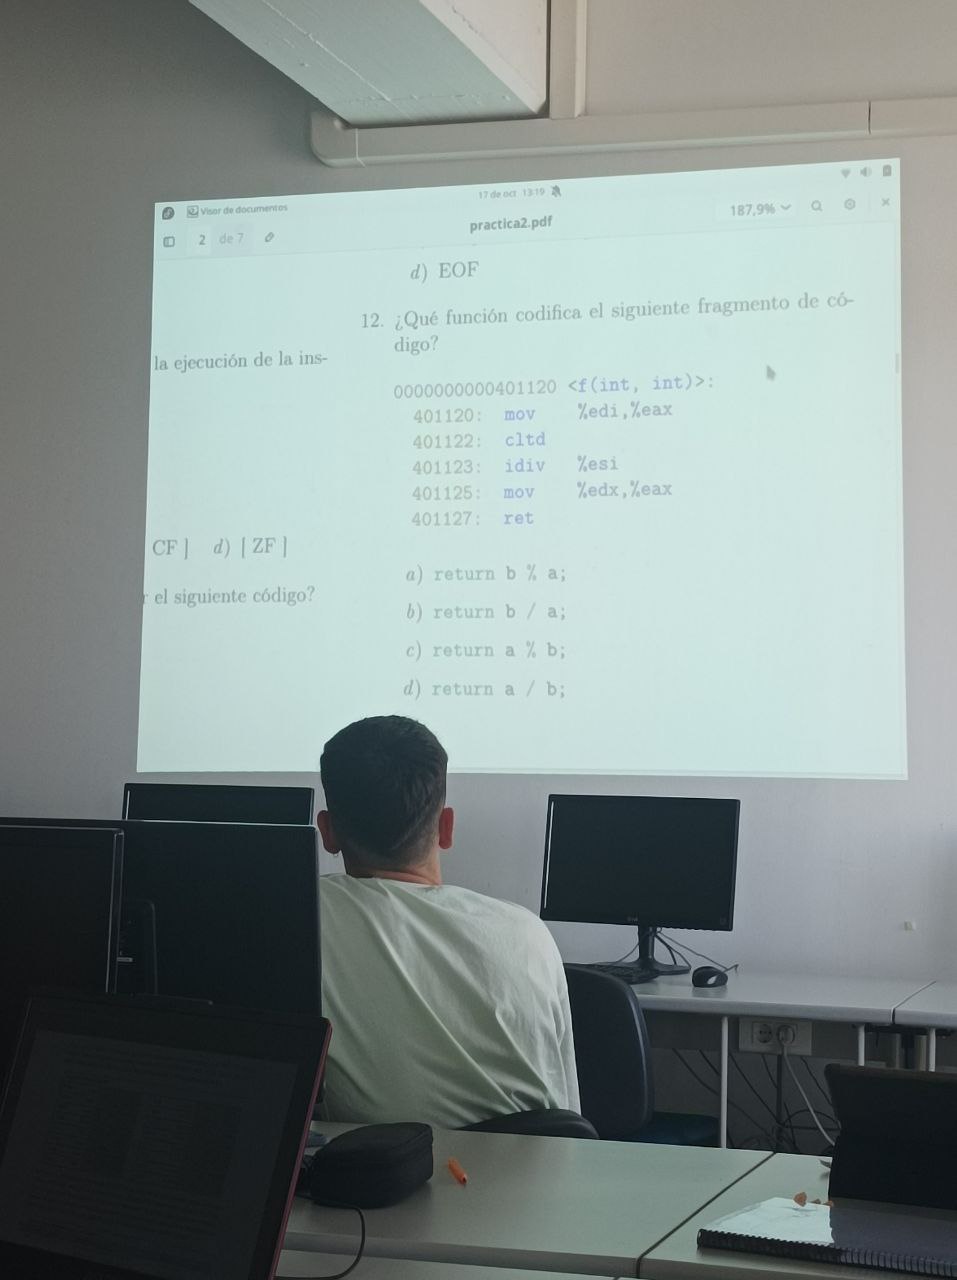 17 de oct 13:19
Visor de documentos
practica2.pdf
187,9%
2 de 7
d) EOF
12. ¿Qué función codifica el siguiente fragmento de có-
digo?
la ejecución de la ins-
0000000000401120 <f(int, int)>:
401120: mov %edi,%eax
401122: cltd
401123: idiv %esi
401125: mov %edx,%eax
401127: ret
CF ] d) [ ZF ]
r el siguiente código?
a) return b % a;
b) return b / a;
c) return a % b;
d) return a / b;